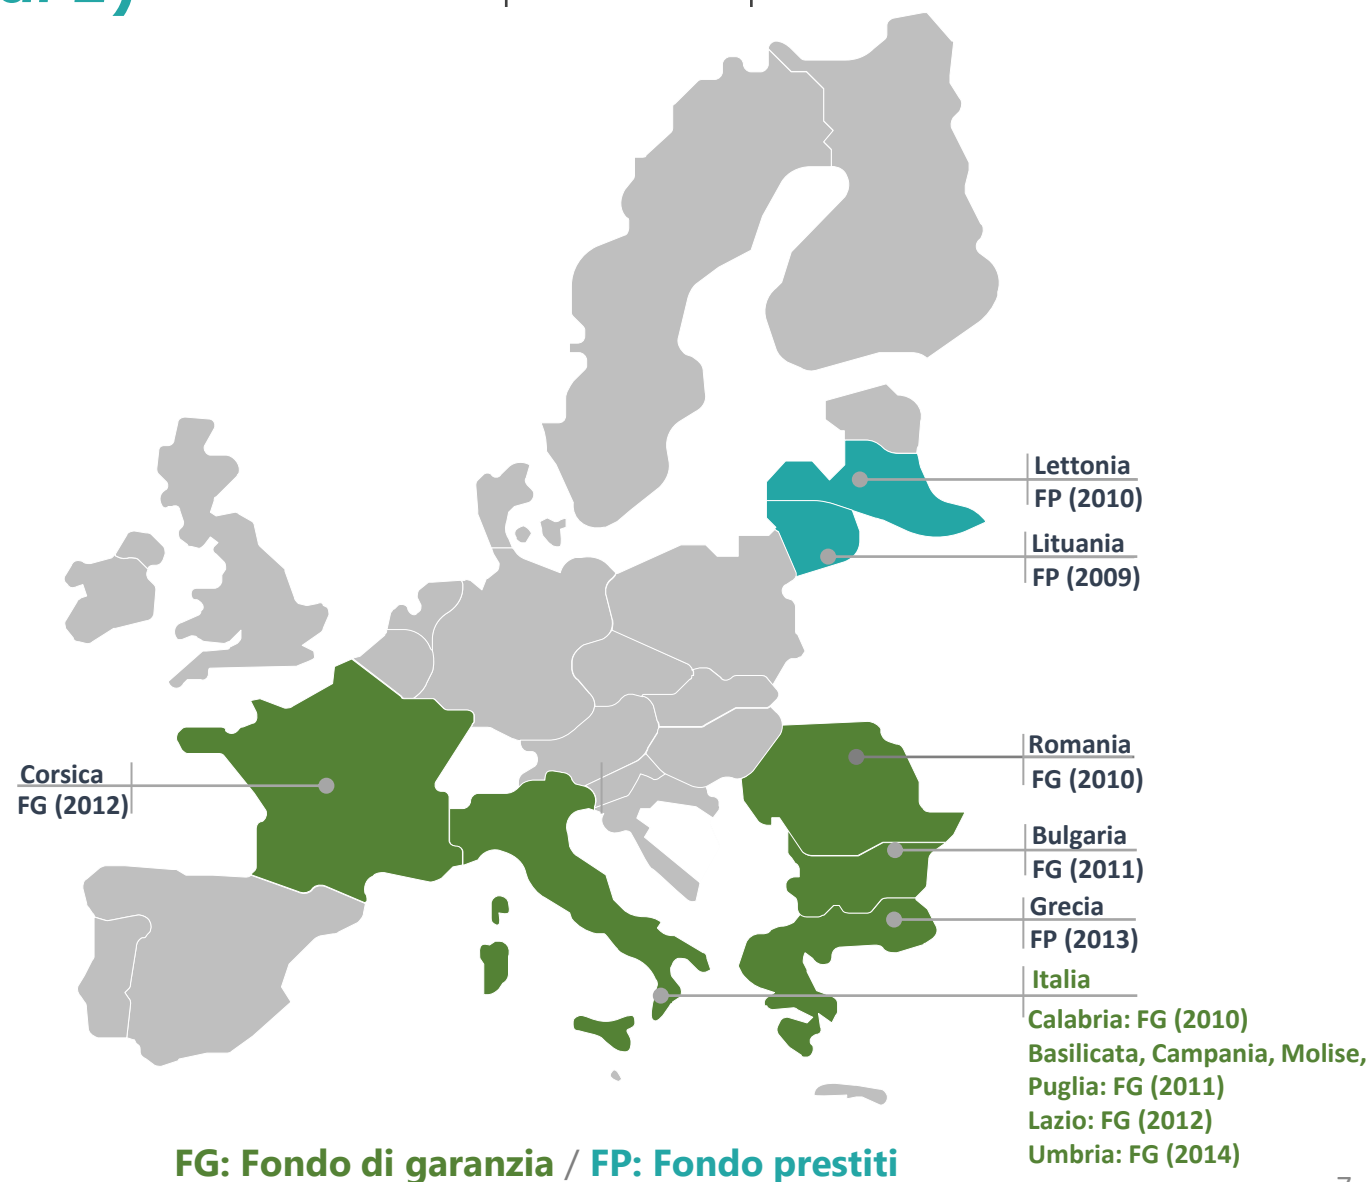 Lettonia
FP (2010)
Lituania
FP (2009)
Romania
FG (2010)
Corsica
FG (2012)
Bulgaria
FG (2011)
Grecia
FP (2013)
Italia
Calabria: FG (2010)
Basilicata, Campania, Molise,
Puglia: FG (2011)
Lazio: FG (2012)
Umbria: FG (2014)
FG: Fondo di garanzia / FP: Fondo prestiti